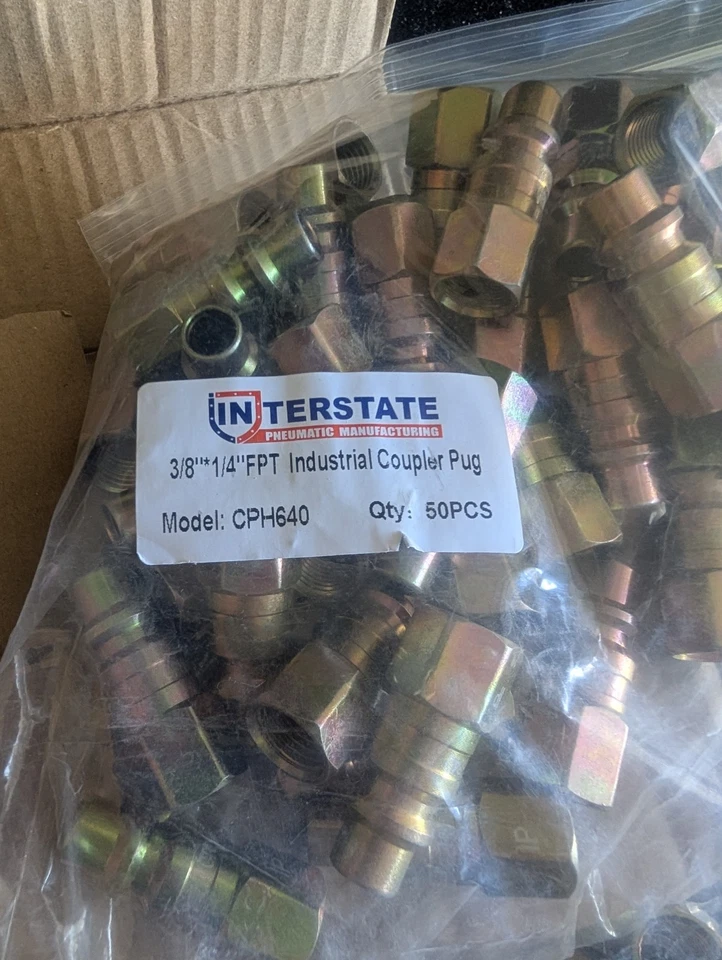 INTERSTATE
PNEUMATIC MANUFACTURING
3/8"*1/4"FPT Industrial Coupler Pug
Model: CPH640 Qty: 50PCS